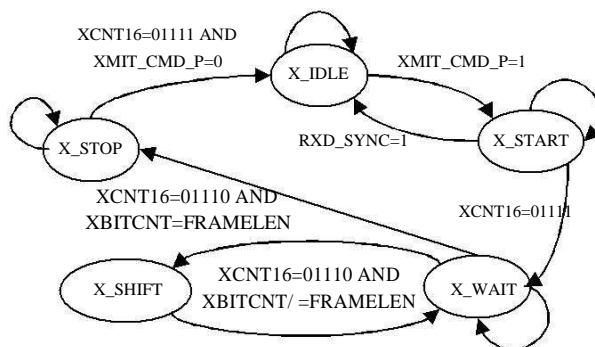 XCNT16=01111 AND
XMIT_CMD_P=0
X_IDLE
XMIT_CMD_P=1
X_STOP
RXD_SYNC=1
X_START
XCNT16=01110 AND
XBITCNT=FRAMELEN
XCNT16=01111
X_SHIFT
XCNT16=01110 AND
XBITCNT/ =FRAMELEN
X_WAIT